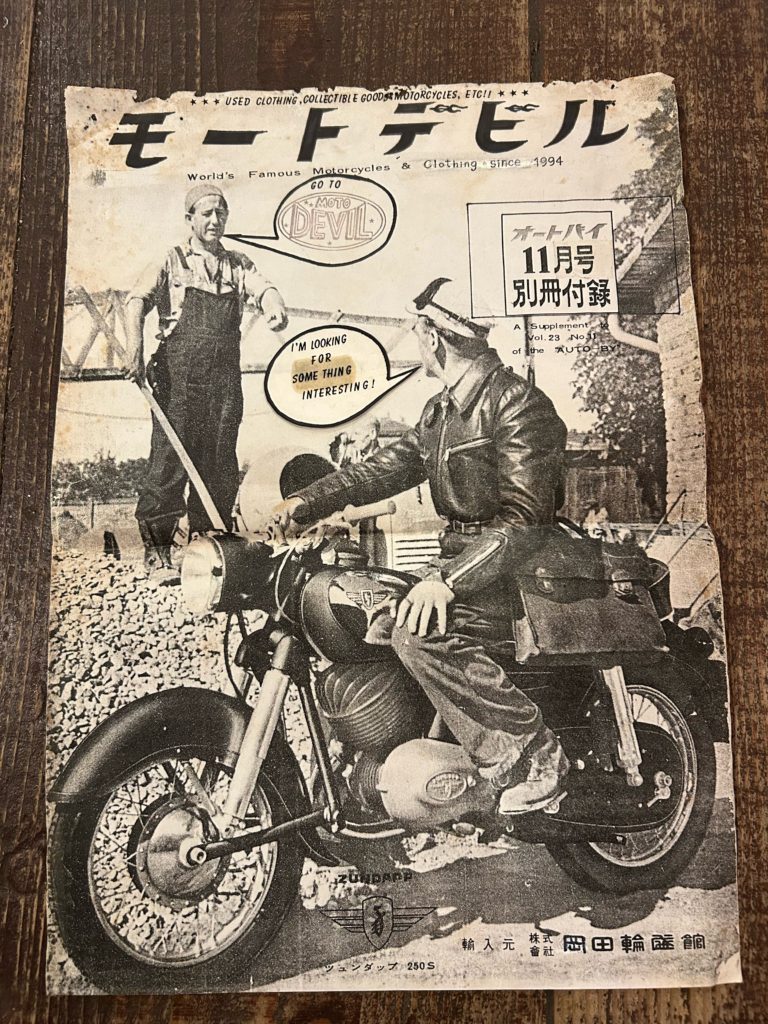 ★★★ USED CLOTHING, COLLECTIBLE GOODS & MOTORCYCLES, ETC!! ★★★
モートデビル
World's Famous Motorcycles & Clothing since 1994
GO TO
MOTO
DEVIL
オートバイ
11月号
別冊付録
A Supplement to
Vol.23 No.11
of the "AUTO-BY"
I'M LOOKING
FOR
SOME THING
INTERESTING!
ZÜNDAPP
ツュンダップ 250S
輸入元 株式會社 岡田輪盛館